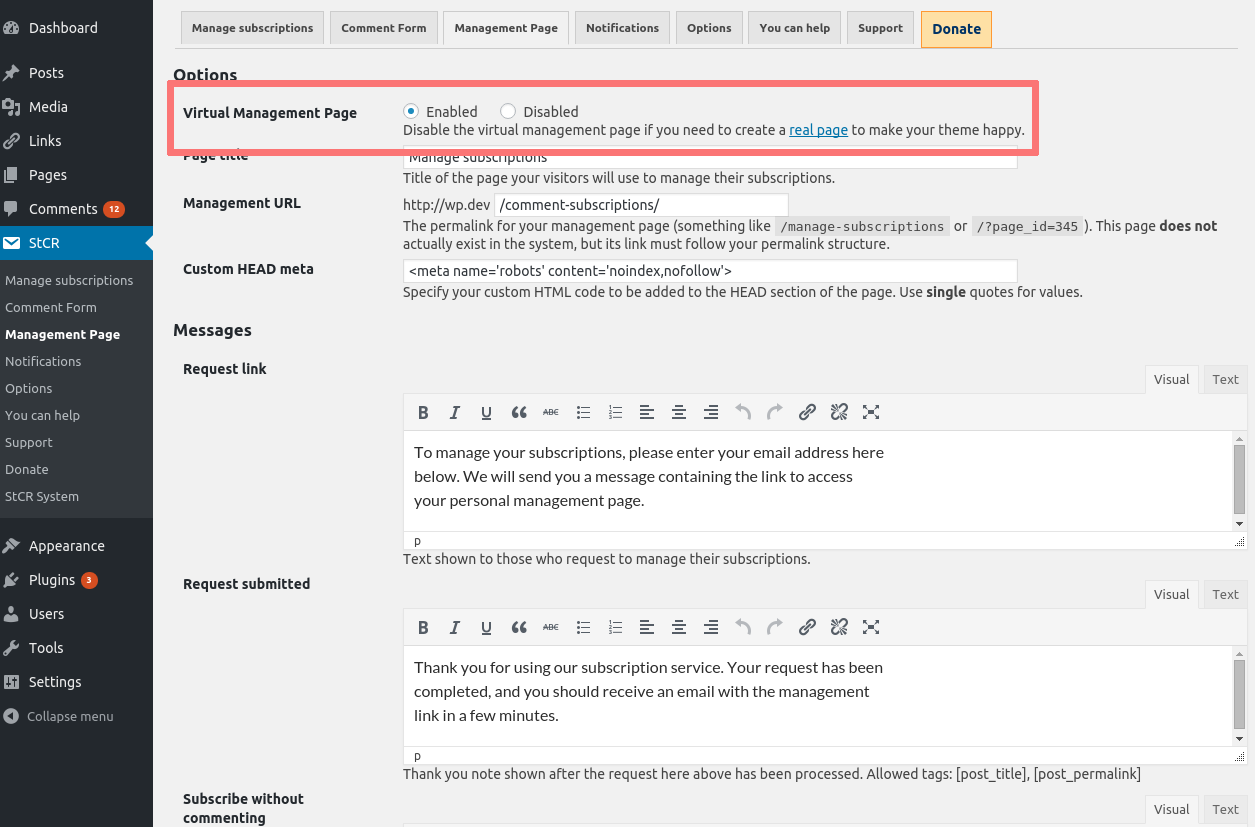 Dashboard
Posts
Media
Links
Pages
Comments 12
StCR
Manage subscriptions
Comment Form
Management Page
Notifications
Options
You can help
Support
Donate
StCR System
Appearance
Plugins 3
Users
Tools
Settings
Collapse menu
Manage subscriptions Comment Form Management Page Notifications Options You can help Support Donate
Options
Virtual Management Page Enabled Disabled
Disable the virtual management page if you need to create a real page to make your theme happy.
Page title Manage subscriptions
Title of the page your visitors will use to manage their subscriptions.
Management URL http://wp.dev /comment-subscriptions/
The permalink for your management page (something like /manage-subscriptions or /?page_id=345 ). This page does not
actually exist in the system, but its link must follow your permalink structure.
Custom HEAD meta <meta name='robots' content='noindex,nofollow'>
Specify your custom HTML code to be added to the HEAD section of the page. Use single quotes for values.
Messages
Request link
Visual Text
B I U ABC
To manage your subscriptions, please enter your email address here
below. We will send you a message containing the link to access
your personal management page.
p
Text shown to those who request to manage their subscriptions.
Request submitted
Visual Text
B I U ABC
Thank you for using our subscription service. Your request has been
completed, and you should receive an email with the management
link in a few minutes.
p
Thank you note shown after the request here above has been processed. Allowed tags: [post_title], [post_permalink]
Subscribe without
commenting
Visual Text